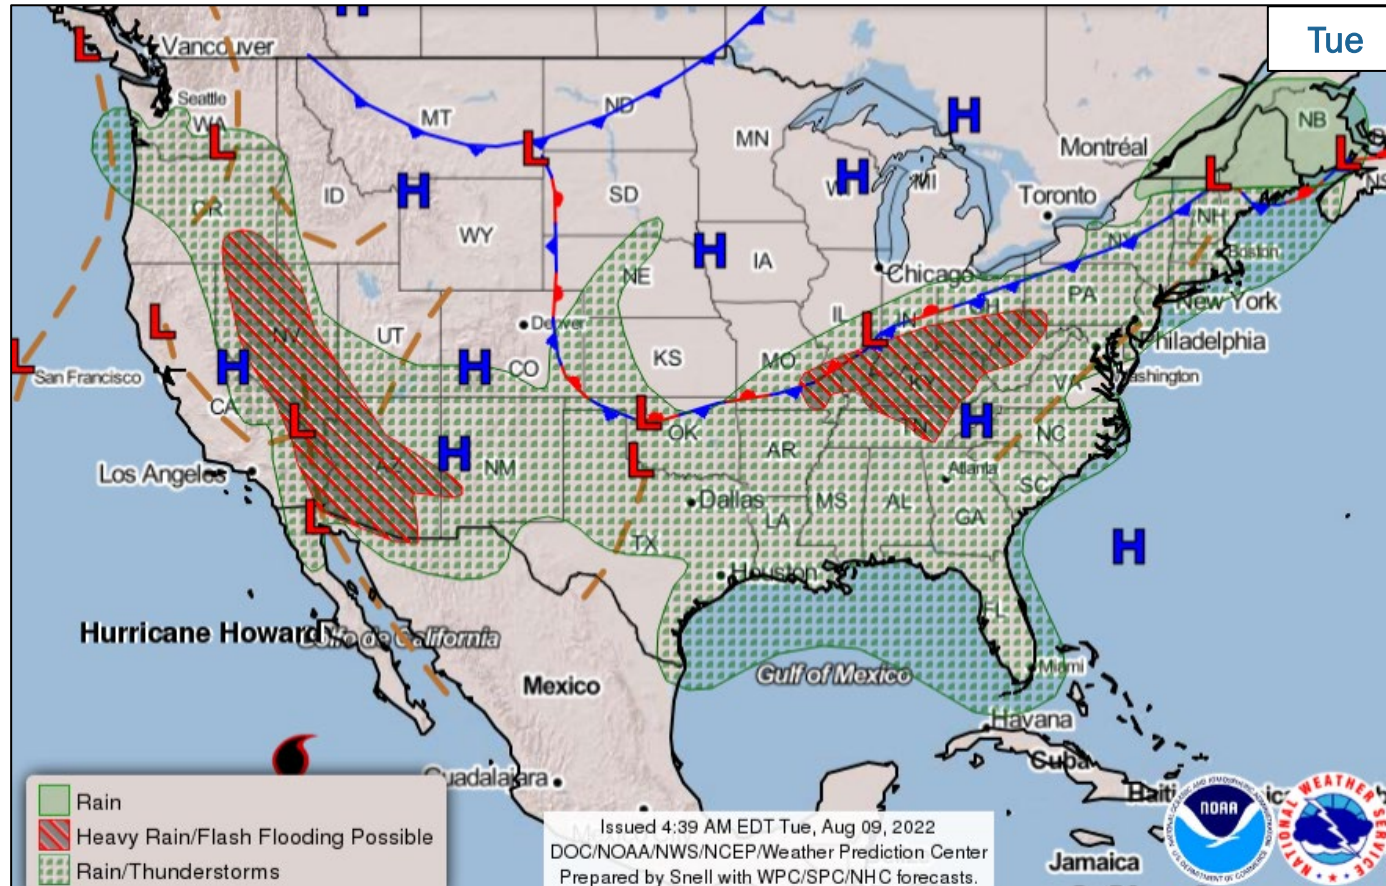 Tue
Vancouver
Seattle
WA
MT
ND
MN
Montréal
NB
OR
ID
SD
MI
Toronto
NH
NY
WY
IA
Boston
NE
Chicago
New York
NV
UT
Denver
CO
KS
MO
IL
IN
OH
PA
Philadelphia
San Francisco
CA
KY
VA
Washington
Los Angeles
AZ
NM
OK
AR
TN
NC
Atlanta
SC
Dallas
MS
AL
GA
LA
TX
Houston
FL
Hurricane Howard
Golfo de California
Mexico
Gulf of Mexico
Miami
Havana
Guadalajara
Cuba
Haiti
Jamaica
Rain
Heavy Rain/Flash Flooding Possible
Rain/Thunderstorms
Issued 4:39 AM EDT Tue, Aug 09, 2022
DOC/NOAA/NWS/NCEP/Weather Prediction Center
Prepared by Snell with WPC/SPC/NHC forecasts.
NOAA
NATIONAL WEATHER SERVICE
H
H
H
H
H
H
H
H
H
H
H
L
L
L
L
L
L
L
L
L
L
L
L